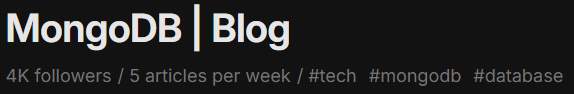 MongoDB | Blog
4K followers / 5 articles per week / #tech #mongodb #database